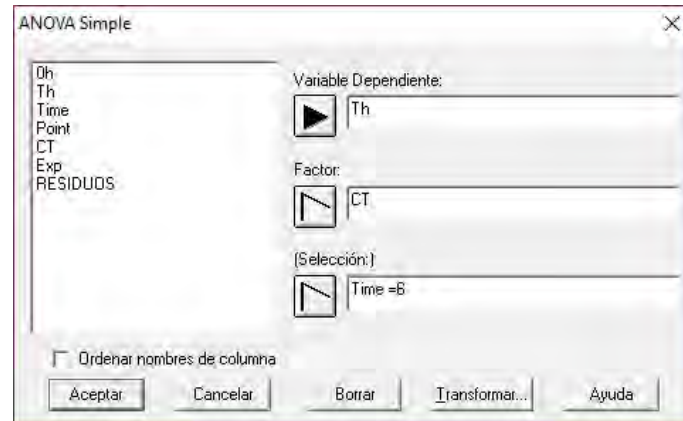 ANOVA Simple
0h
Th
Time
Point
CT
Exp
RESIDUOS
Variable Dependiente:
Th
Factor:
CT
(Selección:)
Time =6
Ordenar nombres de columna
Aceptar
Cancelar
Borrar
Transformar...
Ayuda